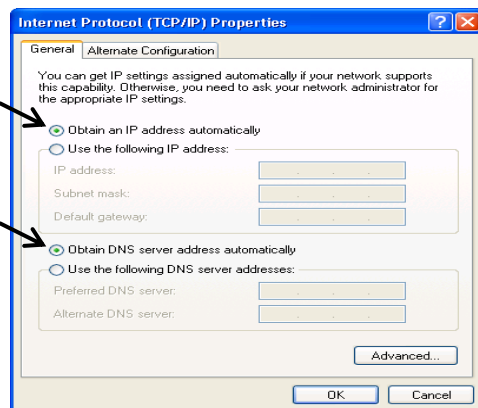 Internet Protocol (TCP/IP) Properties
General
Alternate Configuration
You can get IP settings assigned automatically if your network supports
this capability. Otherwise, you need to ask your network administrator for
the appropriate IP settings.
Obtain an IP address automatically
Use the following IP address:
IP address:
Subnet mask:
Default gateway:
Obtain DNS server address automatically
Use the following DNS server addresses:
Preferred DNS server:
Alternate DNS server:
Advanced...
OK
Cancel